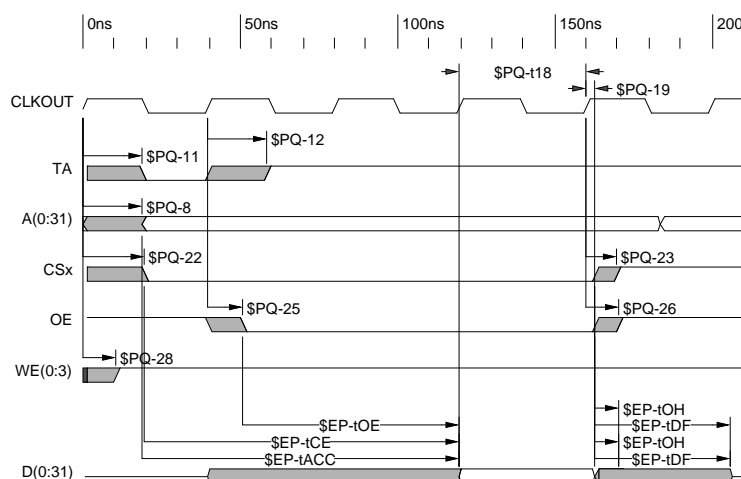 0ns 50ns 100ns 150ns 200
$PQ-t18
$PQ-19
CLKOUT
$PQ-12
$PQ-11
TA
$PQ-8
A(0:31)
$PQ-22 $PQ-23
CSx
$PQ-25 $PQ-26
OE
$PQ-28
WE(0:3)
$EP-tOH
$EP-tOE $EP-tDF
$EP-tCE $EP-tOH
$EP-tACC $EP-tDF
D(0:31)